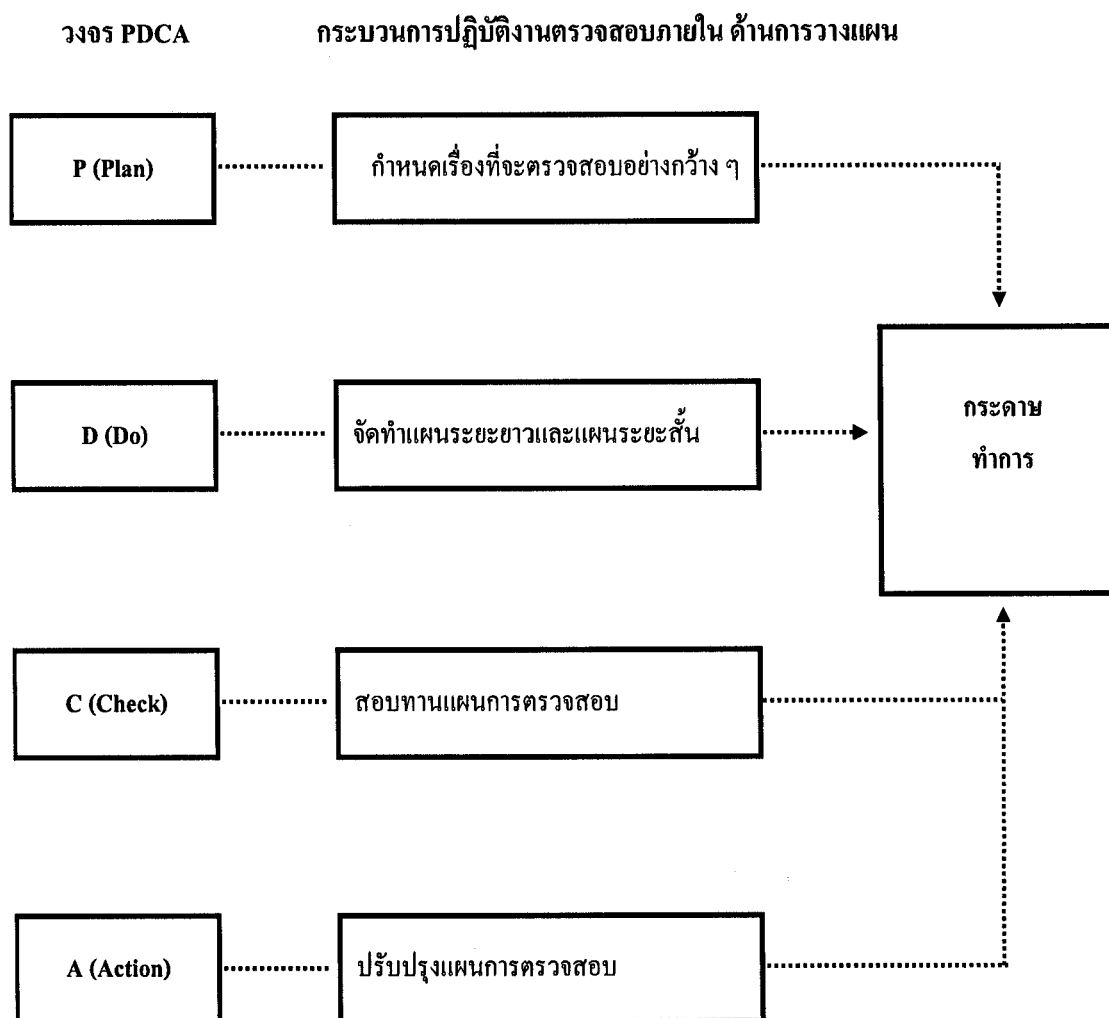 วงจร PDCA กระบวนการปฏิบัติงานตรวจสอบภายใน ด้านการวางแผน
P (Plan) กำหนดเรื่องที่จะตรวจสอบอย่างกว้าง ๆ
D (Do) จัดทำแผนระยะยาวและแผนระยะสั้น
กระดาษ
ทำการ
C (Check) สอบทานแผนการตรวจสอบ
A (Action) ปรับปรุงแผนการตรวจสอบ